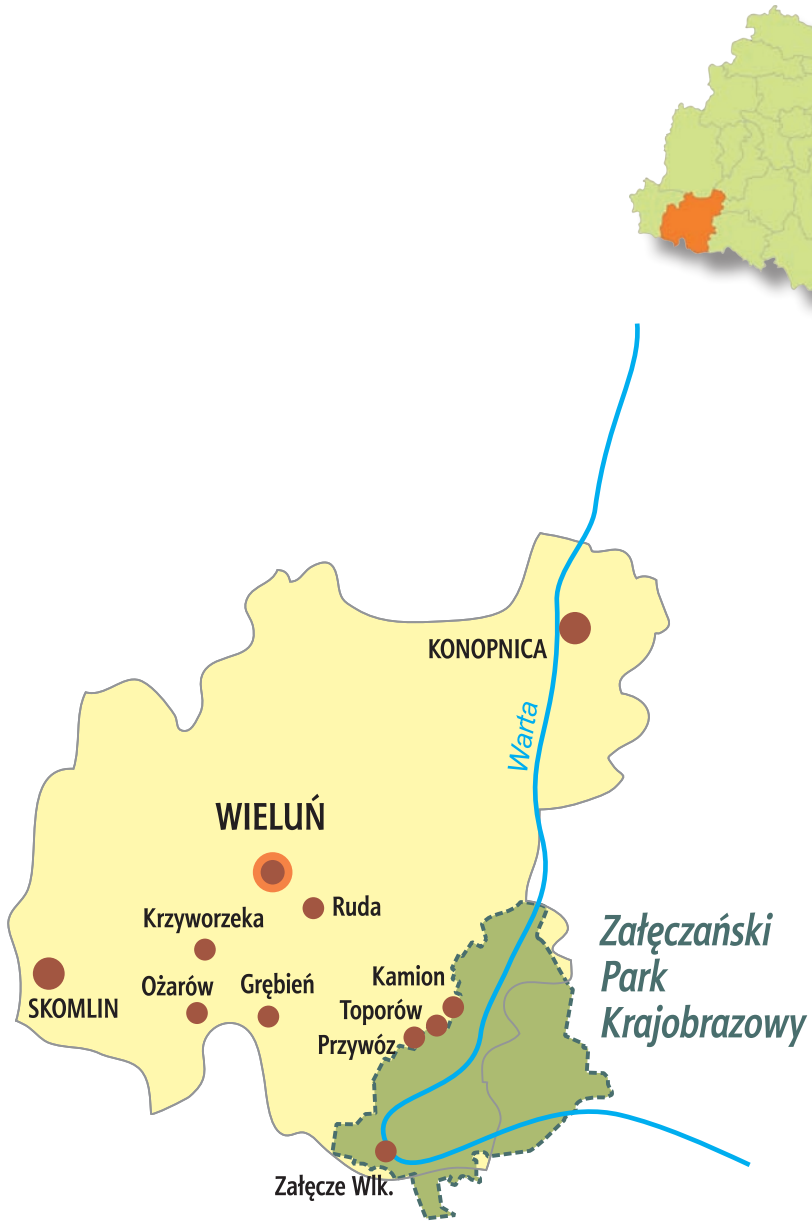 KONOPNICA
Warta
WIELUŃ
Ruda
Krzyworzeka
Załęczański
Park
Krajobrazowy
Kamion
Ożarów
Grębień
SKOMLIN
Toporów
Przywóz
Załęcze Wlk.